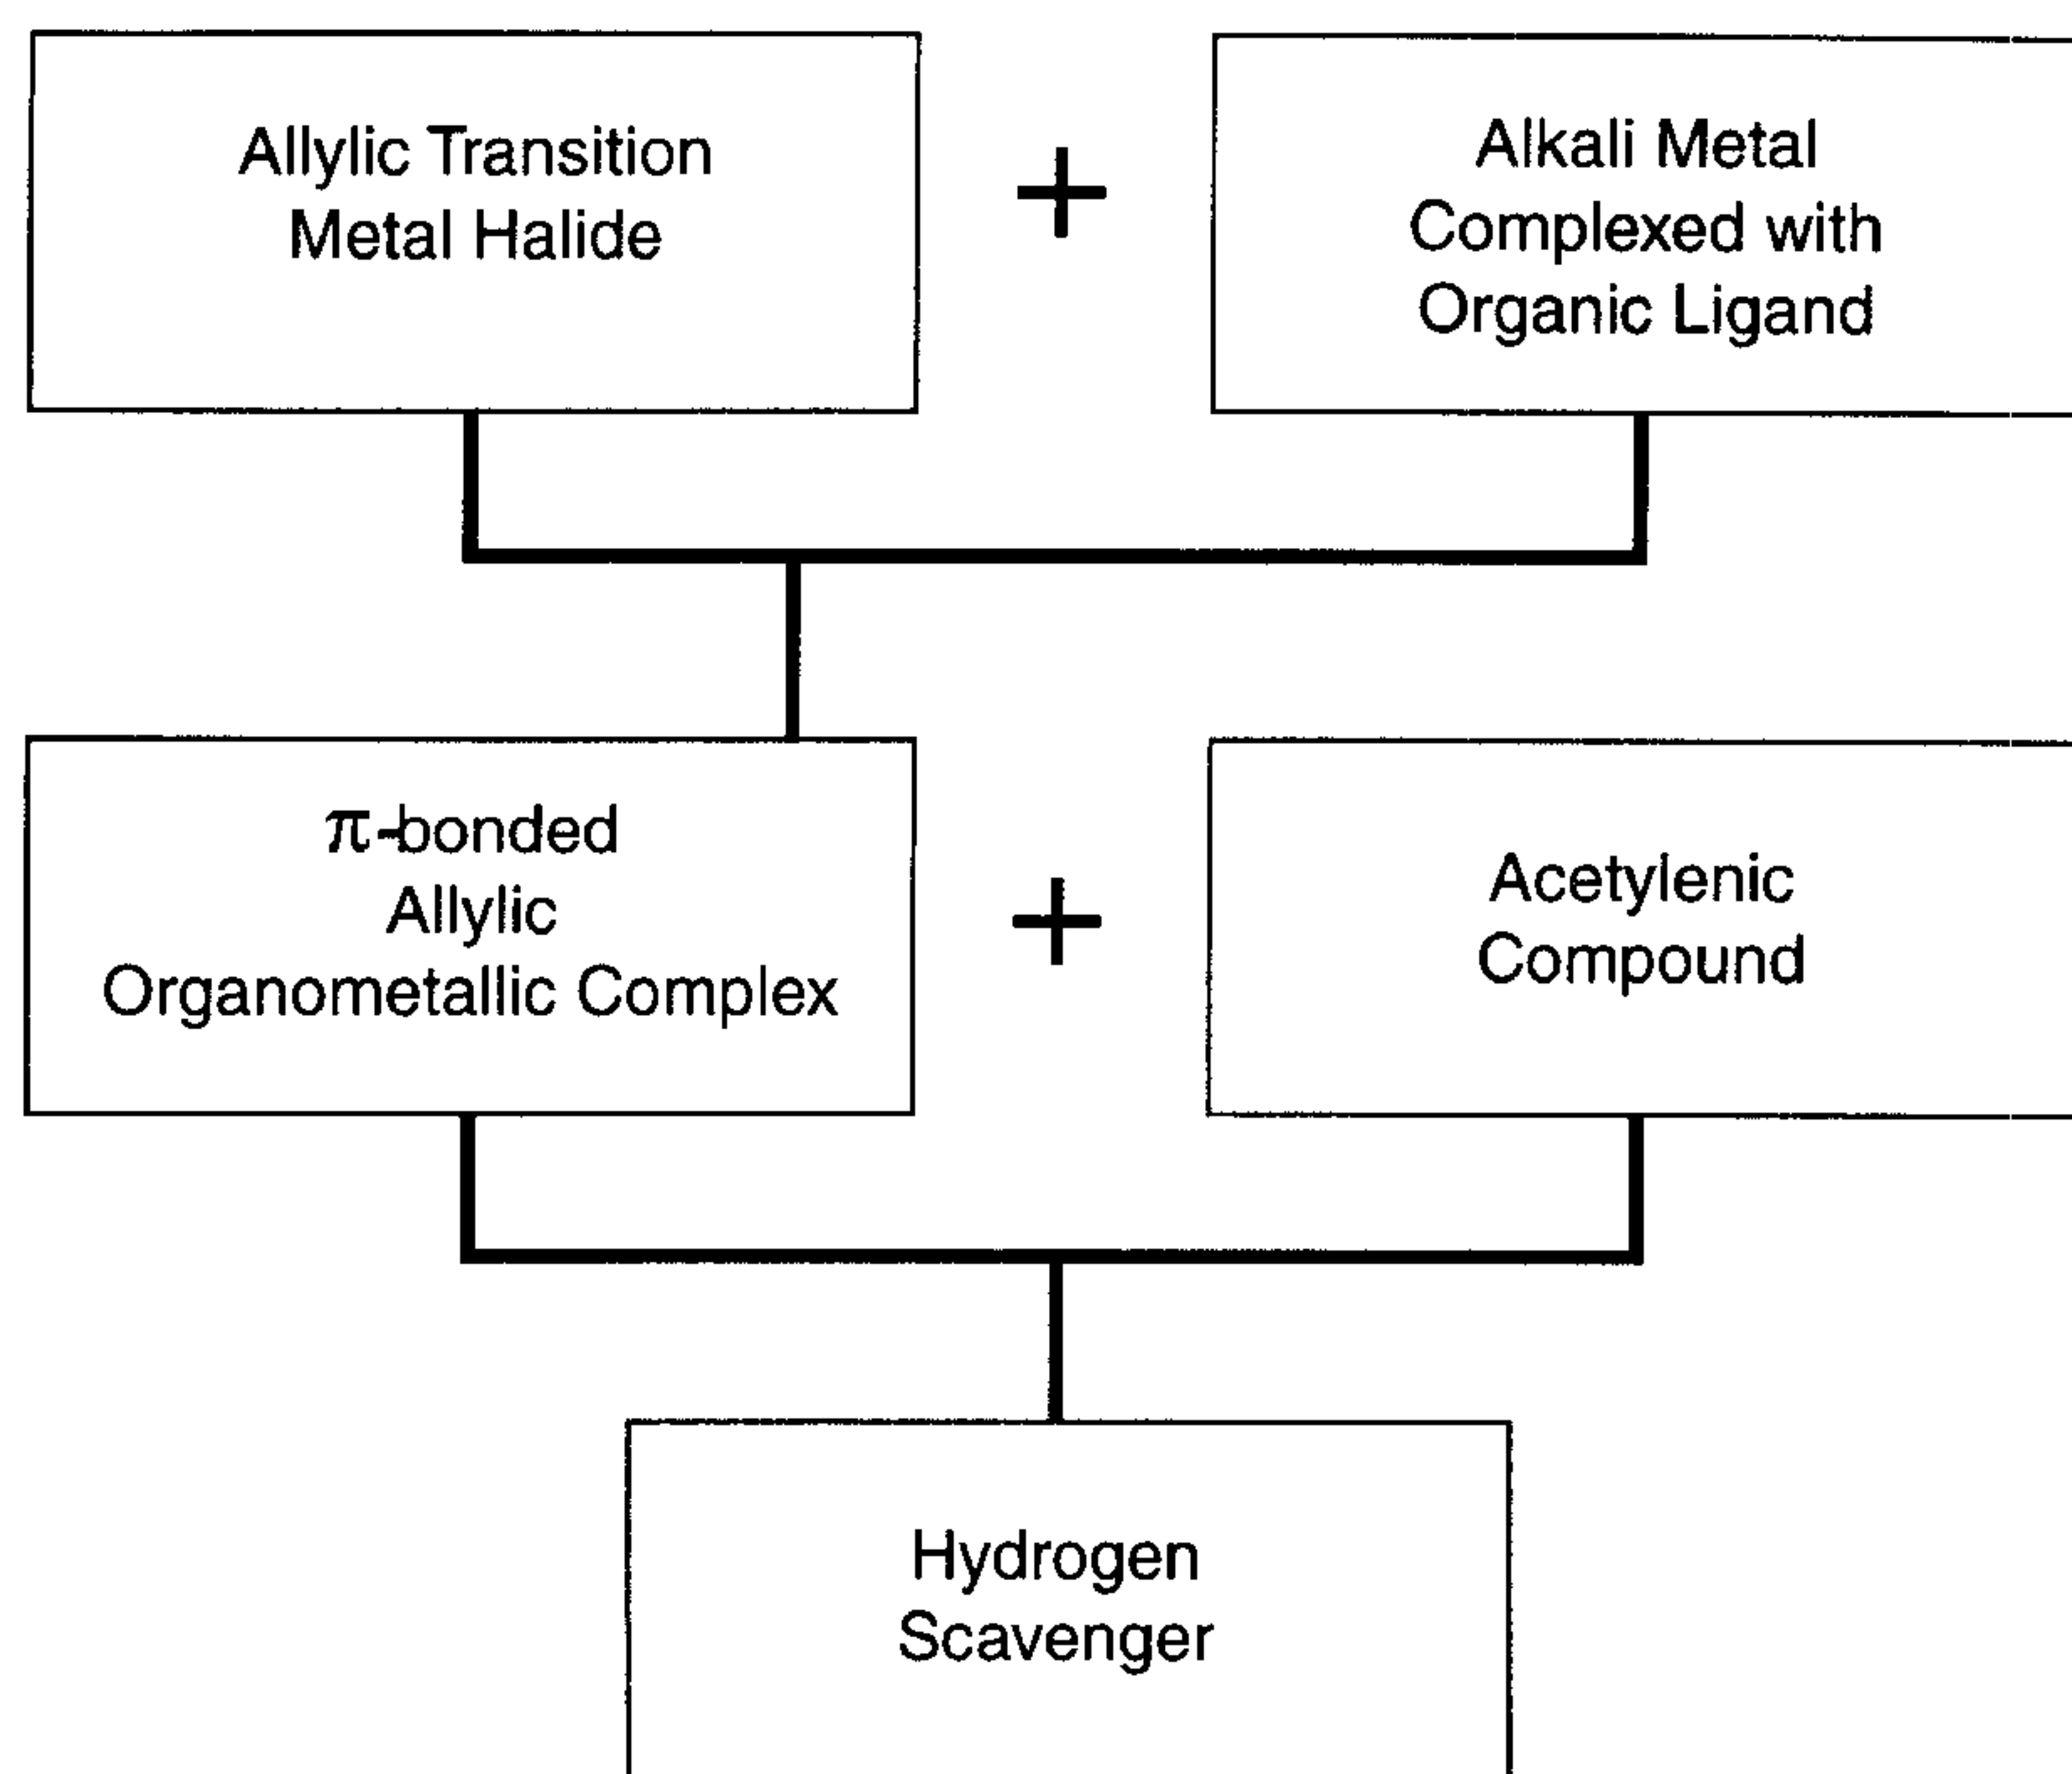 Allylic Transition
Metal Halide
+
Alkali Metal
Complexed with
Organic Ligand
π-bonded
Allylic
Organometallic Complex
+
Acetylenic
Compound
Hydrogen
Scavenger